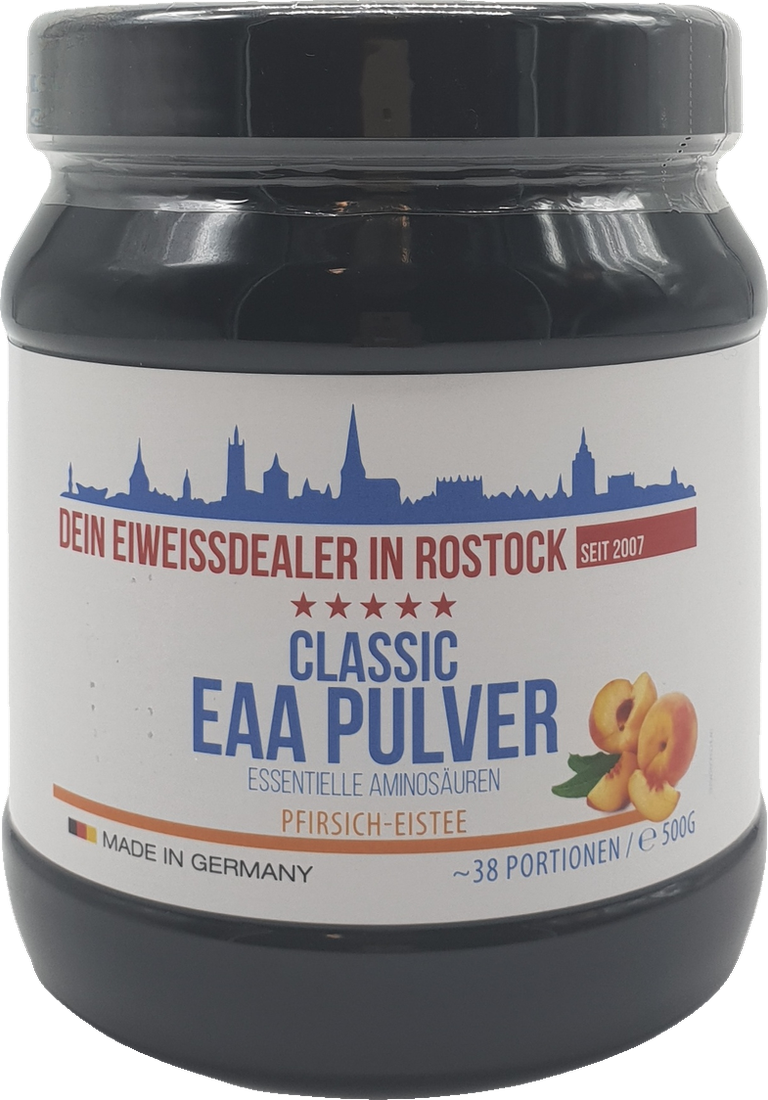 DEIN EIWEISSDEALER IN ROSTOCK SEIT 2007
CLASSIC
EAA PULVER
ESSENTIELLE AMINOSÄUREN
PFIRSICH-EISTEE
MADE IN GERMANY
~38 PORTIONEN / ℮ 500G